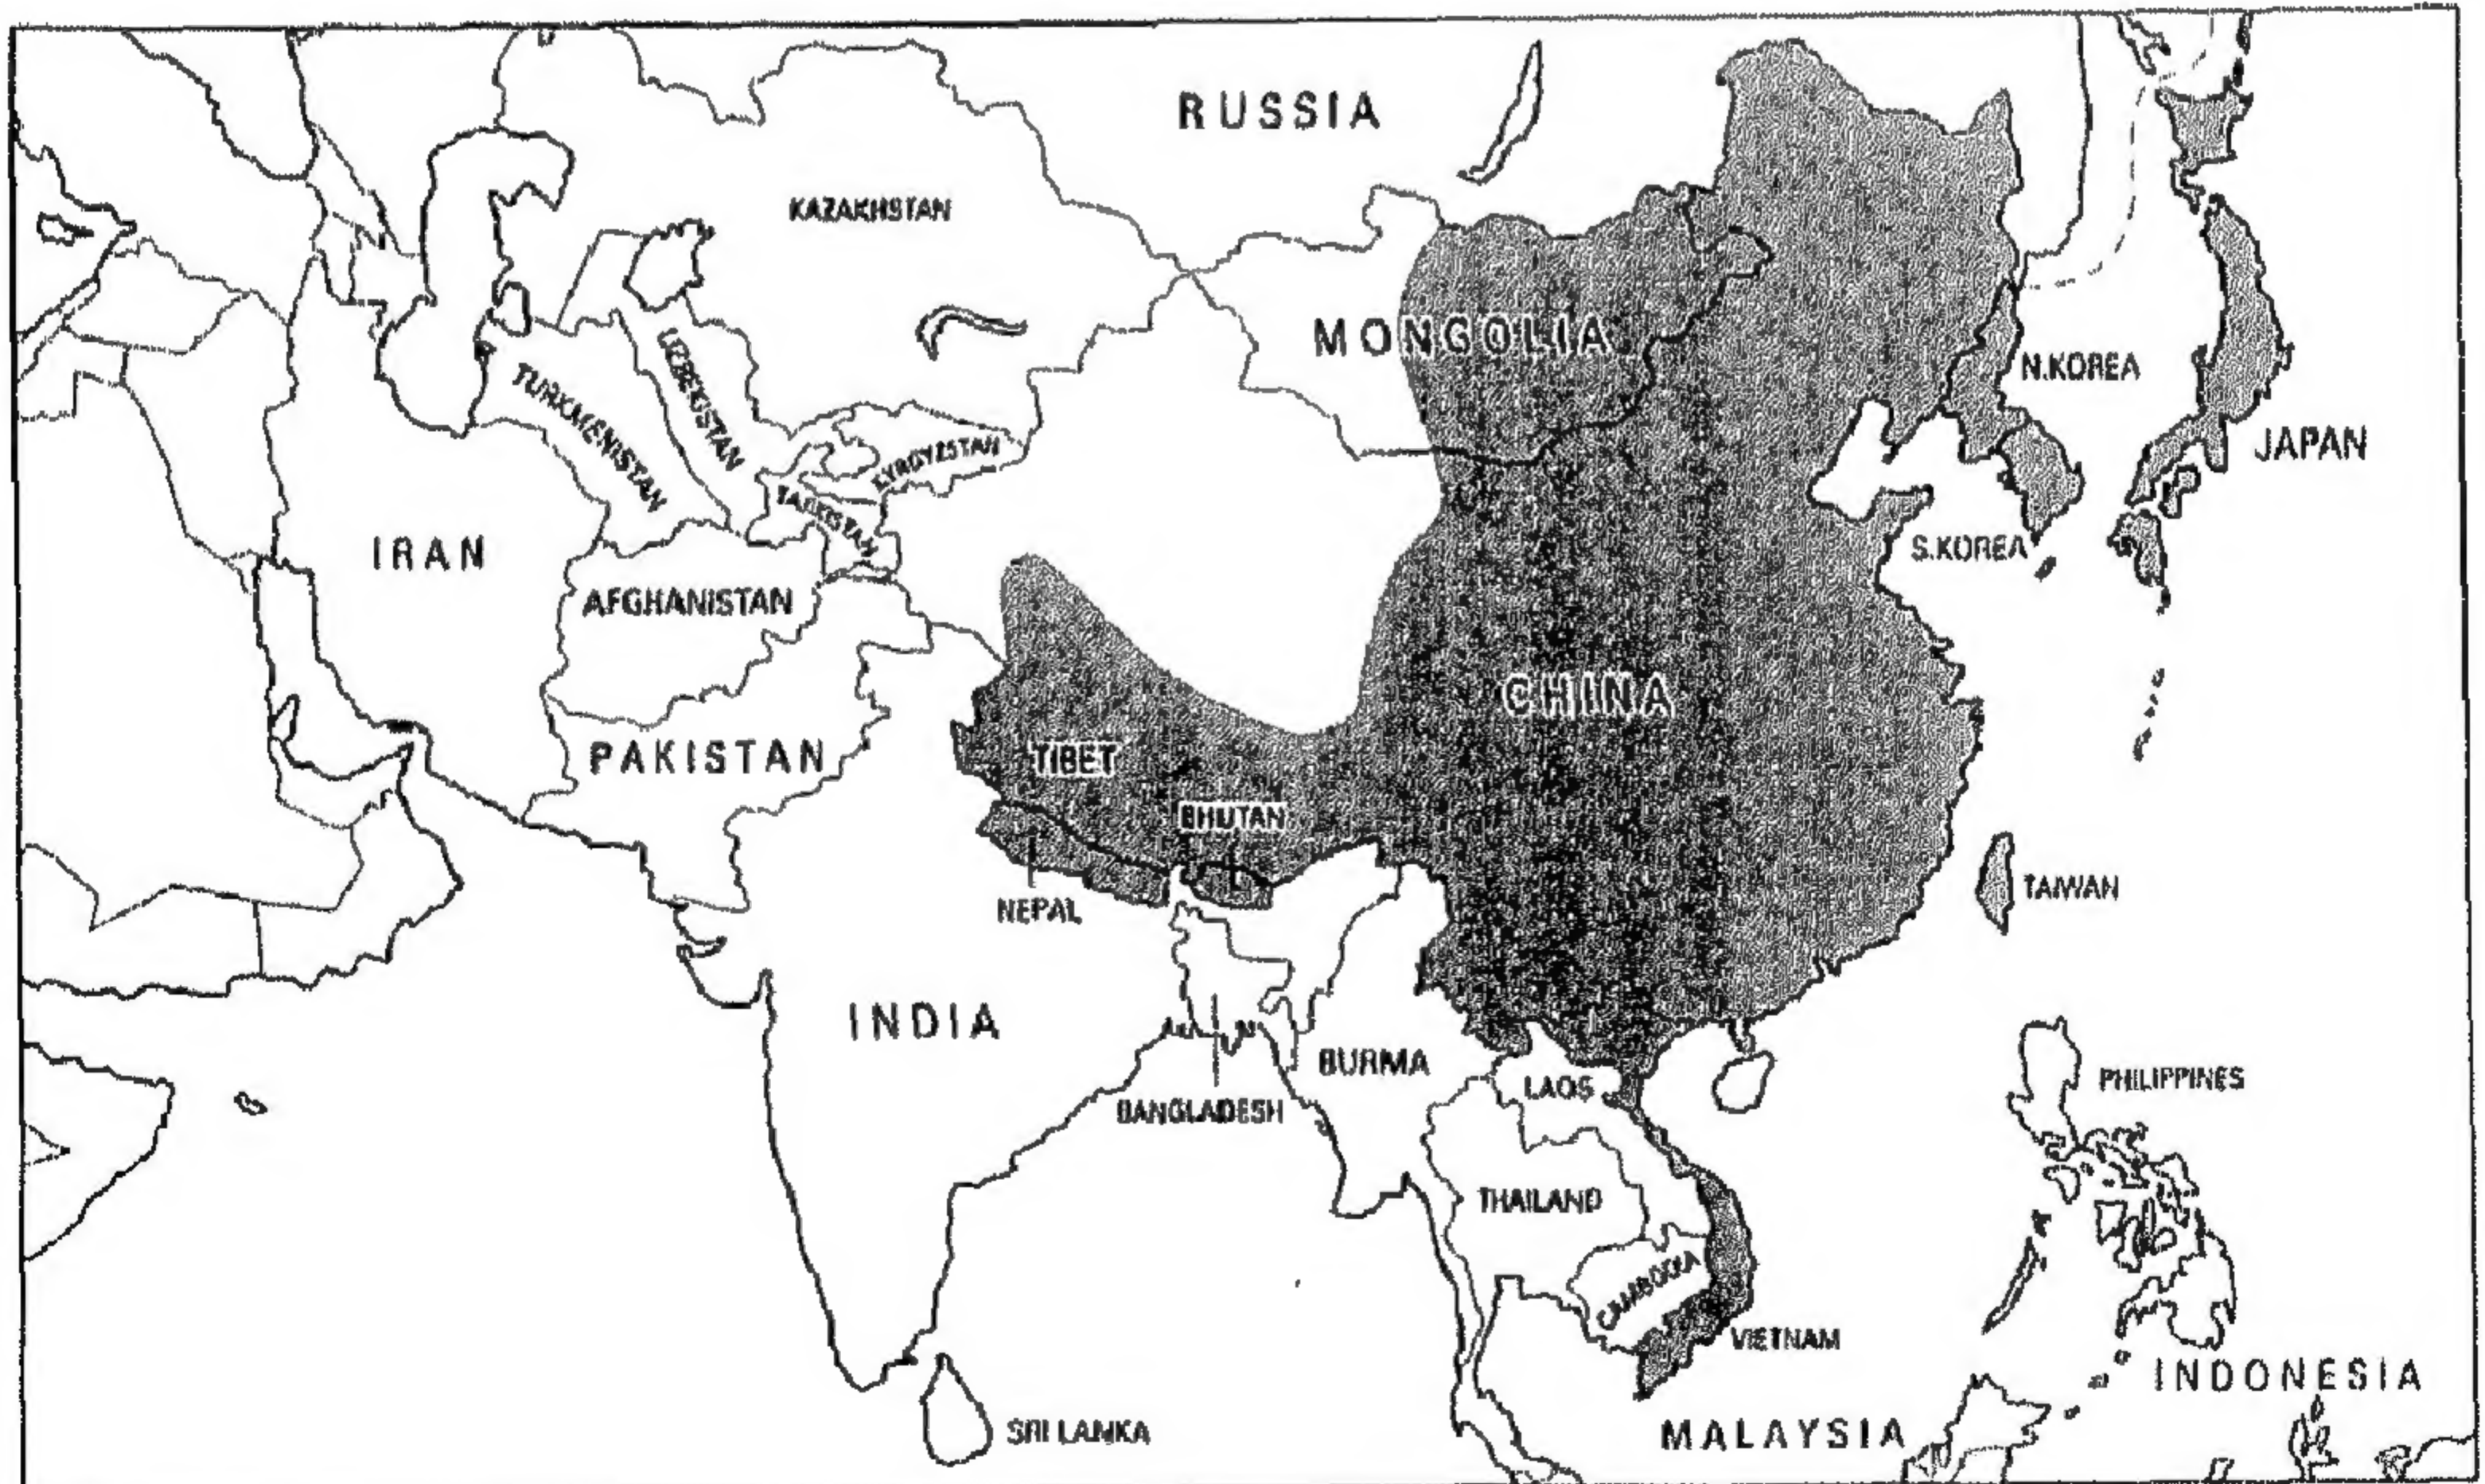 RUSSIA
KAZAKHSTAN
MONGOLIA
UZBEKISTAN
TURKMENISTAN
KYRGYZSTAN
TAJIKISTAN
N.KOREA
JAPAN
S.KOREA
IRAN
AFGHANISTAN
CHINA
PAKISTAN
TIBET
BHUTAN
NEPAL
TAIWAN
INDIA
BURMA
LAOS
BANGLADESH
PHILIPPINES
THAILAND
CAMBODIA
VIETNAM
INDONESIA
SRI LANKA
MALAYSIA